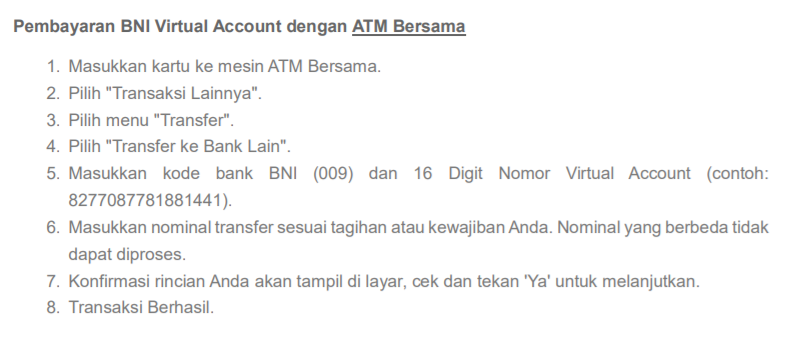 Pembayaran BNI Virtual Account dengan ATM Bersama
1. Masukkan kartu ke mesin ATM Bersama.
2. Pilih "Transaksi Lainnya".
3. Pilih menu "Transfer".
4. Pilih "Transfer ke Bank Lain".
5. Masukkan kode bank BNI (009) dan 16 Digit Nomor Virtual Account (contoh:
8277087781881441).
6. Masukkan nominal transfer sesuai tagihan atau kewajiban Anda. Nominal yang berbeda tidak
dapat diproses.
7. Konfirmasi rincian Anda akan tampil di layar, cek dan tekan 'Ya' untuk melanjutkan.
8. Transaksi Berhasil.